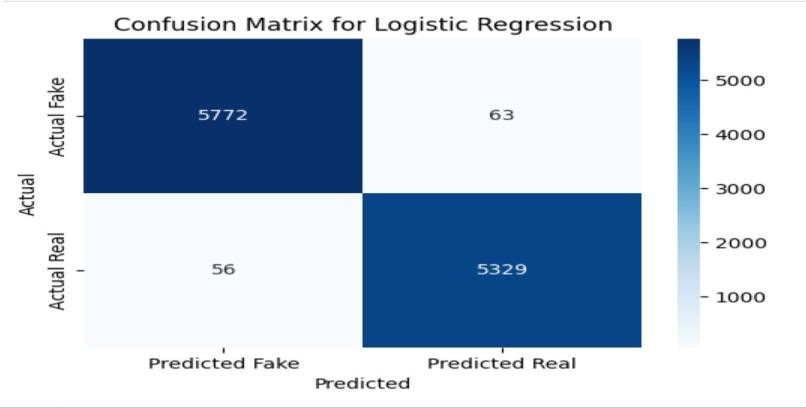 Confusion Matrix for Logistic Regression
Actual
Actual Fake
5772
63
Actual Real
56
5329
Predicted Fake
Predicted Real
Predicted
5000
4000
3000
2000
1000